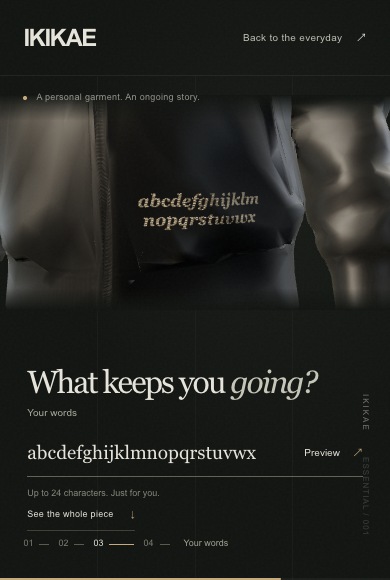 IKIKAE
Back to the everyday ↗
A personal garment. An ongoing story.
abcdefghijklm
nopqrstuvwx
What keeps you going?
Your words
abcdefghijklmnopqrstuvwx
Preview ↗
Up to 24 characters. Just for you.
See the whole piece ↓
01 — 02 — 03 — 04 — Your words
IKIKAE ESSENTIAL / 001